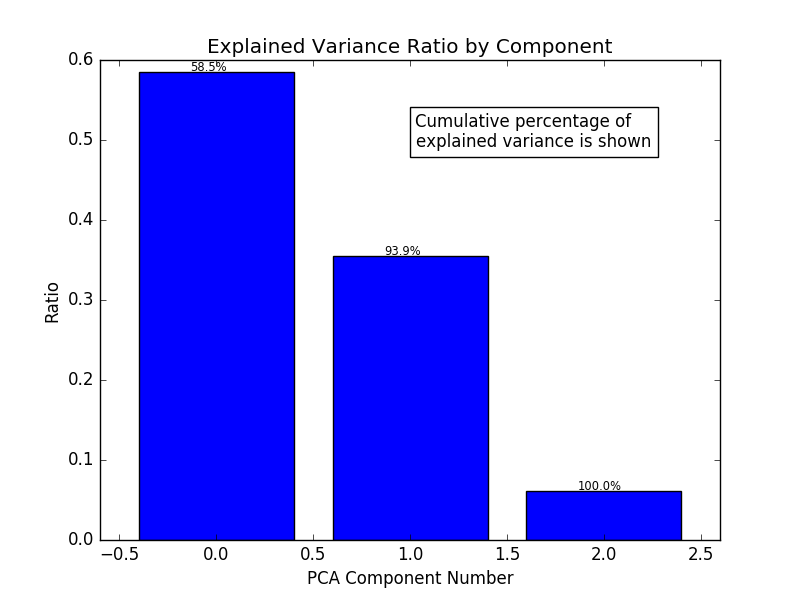 Explained Variance Ratio by Component
0.6
0.5
0.4
0.3
0.2
0.1
0.0
Ratio
58.5%
93.9%
100.0%
Cumulative percentage of
explained variance is shown
−0.5 0.0 0.5 1.0 1.5 2.0 2.5
PCA Component Number